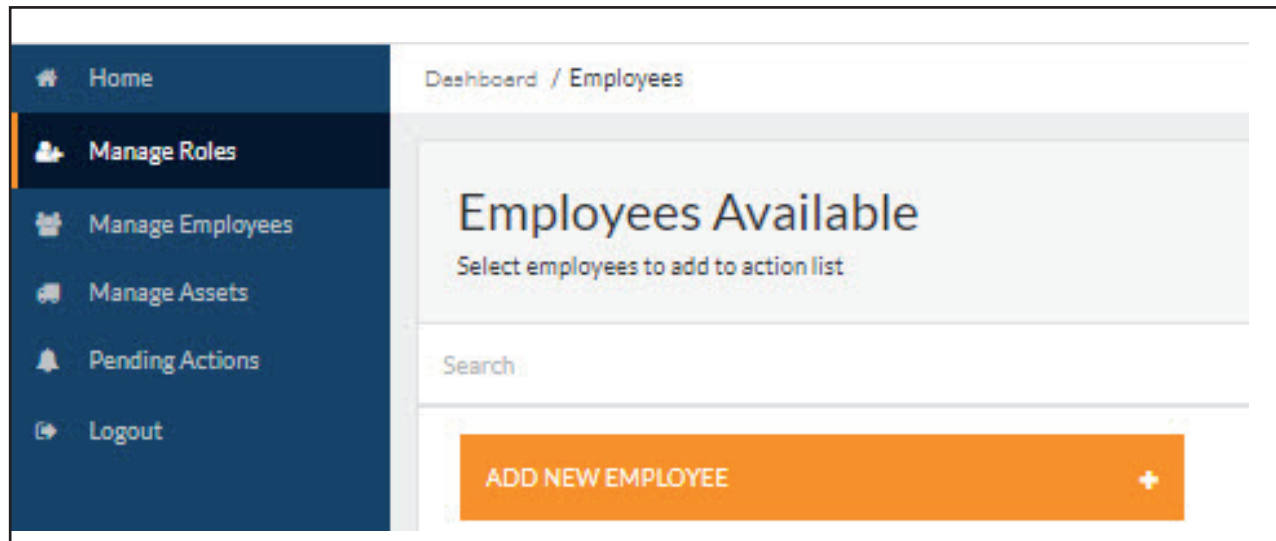 Home
Manage Roles
Manage Employees
Manage Assets
Pending Actions
Logout
Dashboard / Employees
Employees Available
Select employees to add to action list
Search
ADD NEW EMPLOYEE +